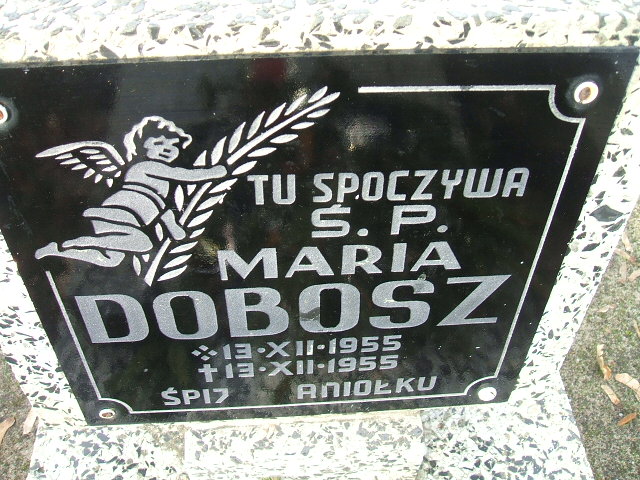 TU SPOCZYWA
Ś. P.
MARIA
DOBOSZ
13·XII·1955
✝13·XII·1955
ŚPIJ ANIOŁKU